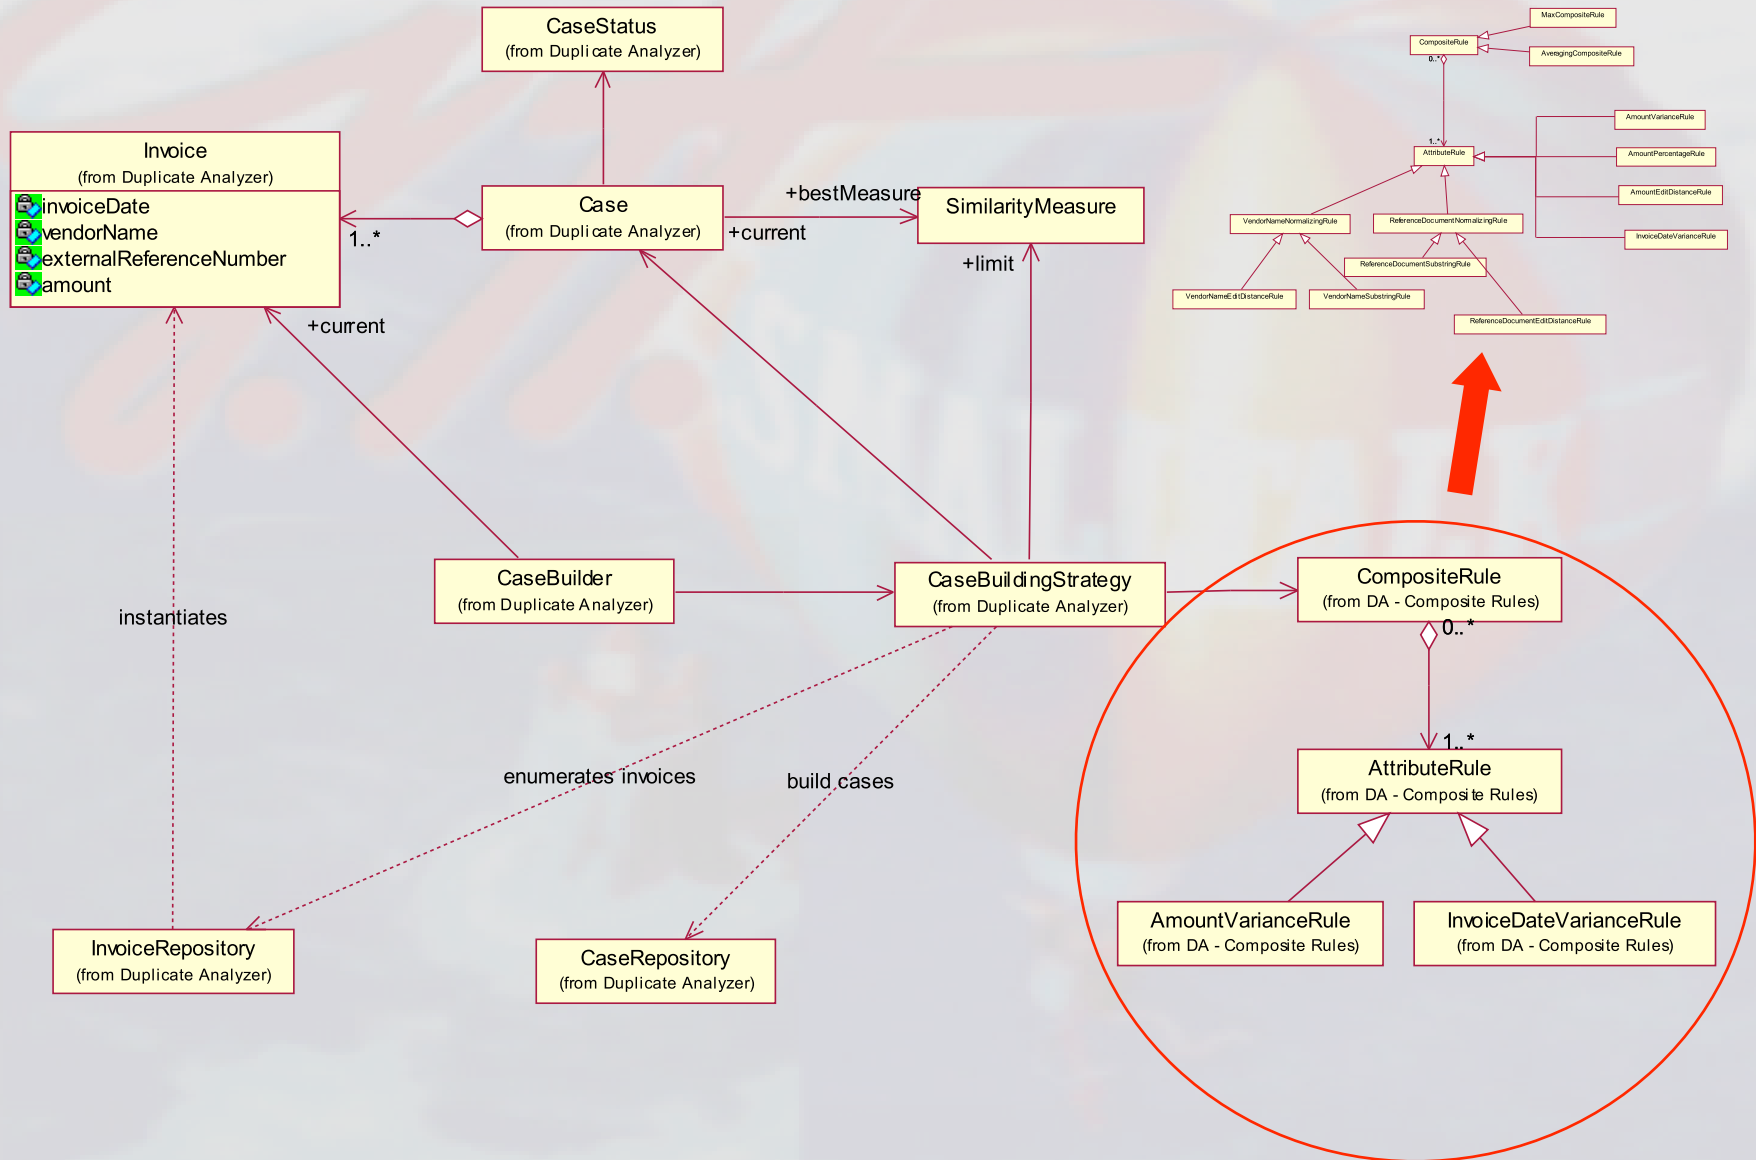 CaseStatus
(from Duplicate Analyzer)
MaxCompositeRule
CompositeRule
AveragingCompositeRule
0..*
1..*
AttributeRule
AmountVarianceRule
AmountPercentageRule
AmountEditDistanceRule
InvoiceDateVarianceRule
VendorNameNormalizingRule
ReferenceDocumentNormalizingRule
ReferenceDocumentSubstringRule
VendorNameEditDistanceRule
VendorNameSubstringRule
ReferenceDocumentEditDistanceRule
Invoice
(from Duplicate Analyzer)
invoiceDate
vendorName
externalReferenceNumber
amount
1..*
Case
(from Duplicate Analyzer)
+bestMeasure
+current
SimilarityMeasure
+limit
+current
CaseBuilder
(from Duplicate Analyzer)
CaseBuildingStrategy
(from Duplicate Analyzer)
CompositeRule
(from DA - Composite Rules)
0..*
instantiates
enumerates invoices
build cases
1..*
AttributeRule
(from DA - Composite Rules)
AmountVarianceRule
(from DA - Composite Rules)
InvoiceDateVarianceRule
(from DA - Composite Rules)
InvoiceRepository
(from Duplicate Analyzer)
CaseRepository
(from Duplicate Analyzer)